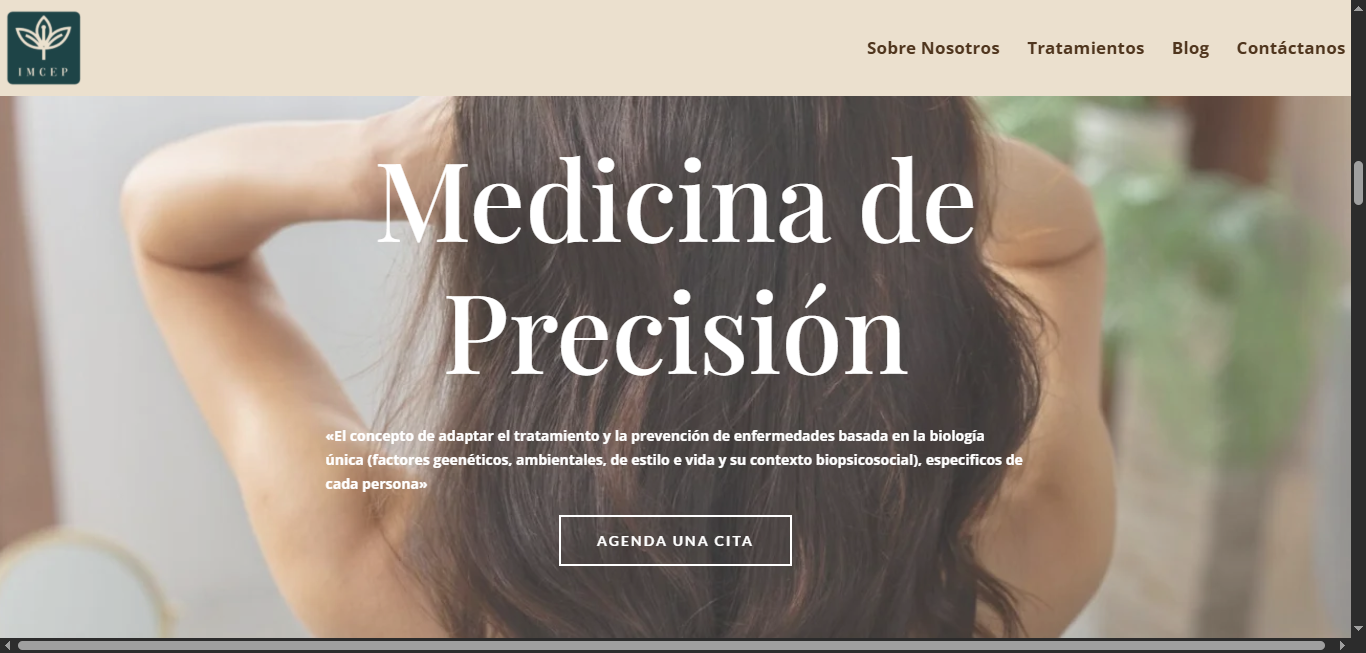 IMCEP
Sobre Nosotros
Tratamientos
Blog
Contáctanos
Medicina de
Precisión
«El concepto de adaptar el tratamiento y la prevención de enfermedades basada en la biología
única (factores geenéticos, ambientales, de estilo e vida y su contexto biopsicosocial), especificos de
cada persona»
AGENDA UNA CITA